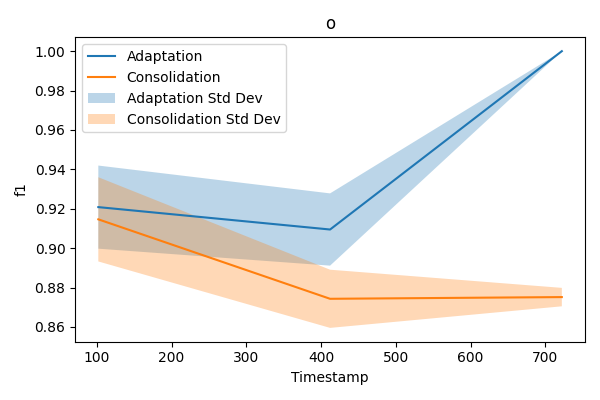 o
Adaptation
Consolidation
Adaptation Std Dev
Consolidation Std Dev
f1
1.00
0.98
0.96
0.94
0.92
0.90
0.88
0.86
100 200 300 400 500 600 700
Timestamp